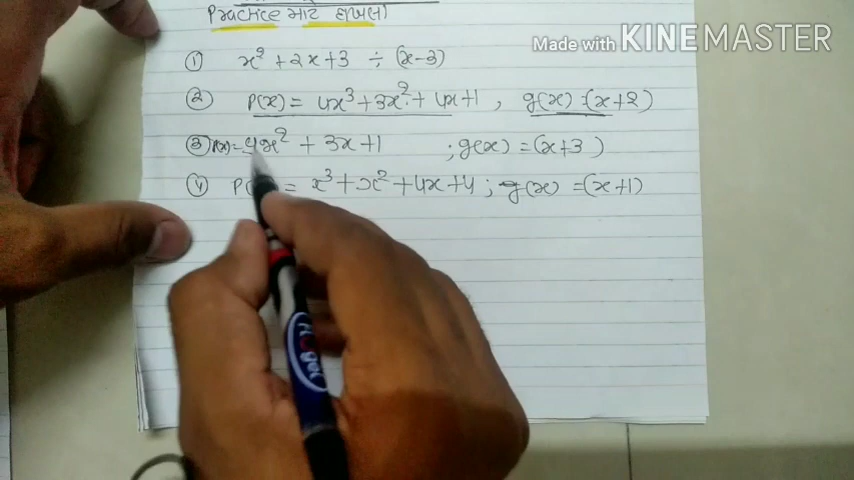 Practice માટે દાખલા
Made with KINEMASTER
① x² + 2x + 3 ÷ (x-3)
② P(x) = 4x³ + 3x² + 4x + 1 , g(x) = (x+2)
③ P(x) = 4x² + 3x + 1 ; g(x) = (x+3)
④ P = x³ + x² + 4x + 4 ; g(x) = (x+1)